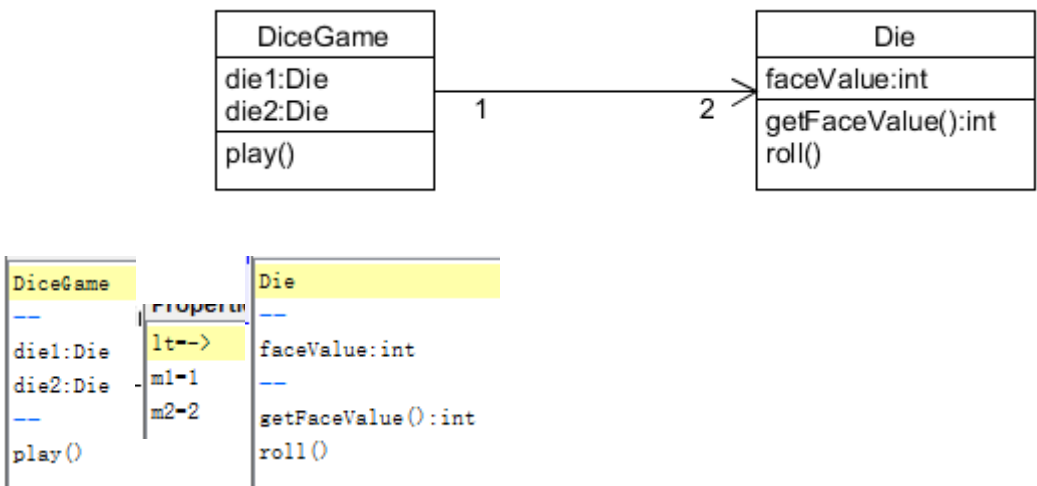 DiceGame
die1:Die
die2:Die
play()
1
2
Die
faceValue:int
getFaceValue():int
roll()
DiceGame
--
die1:Die
die2:Die
--
play()
lt=->
m1=1
m2=2
Die
--
faceValue:int
--
getFaceValue():int
roll()